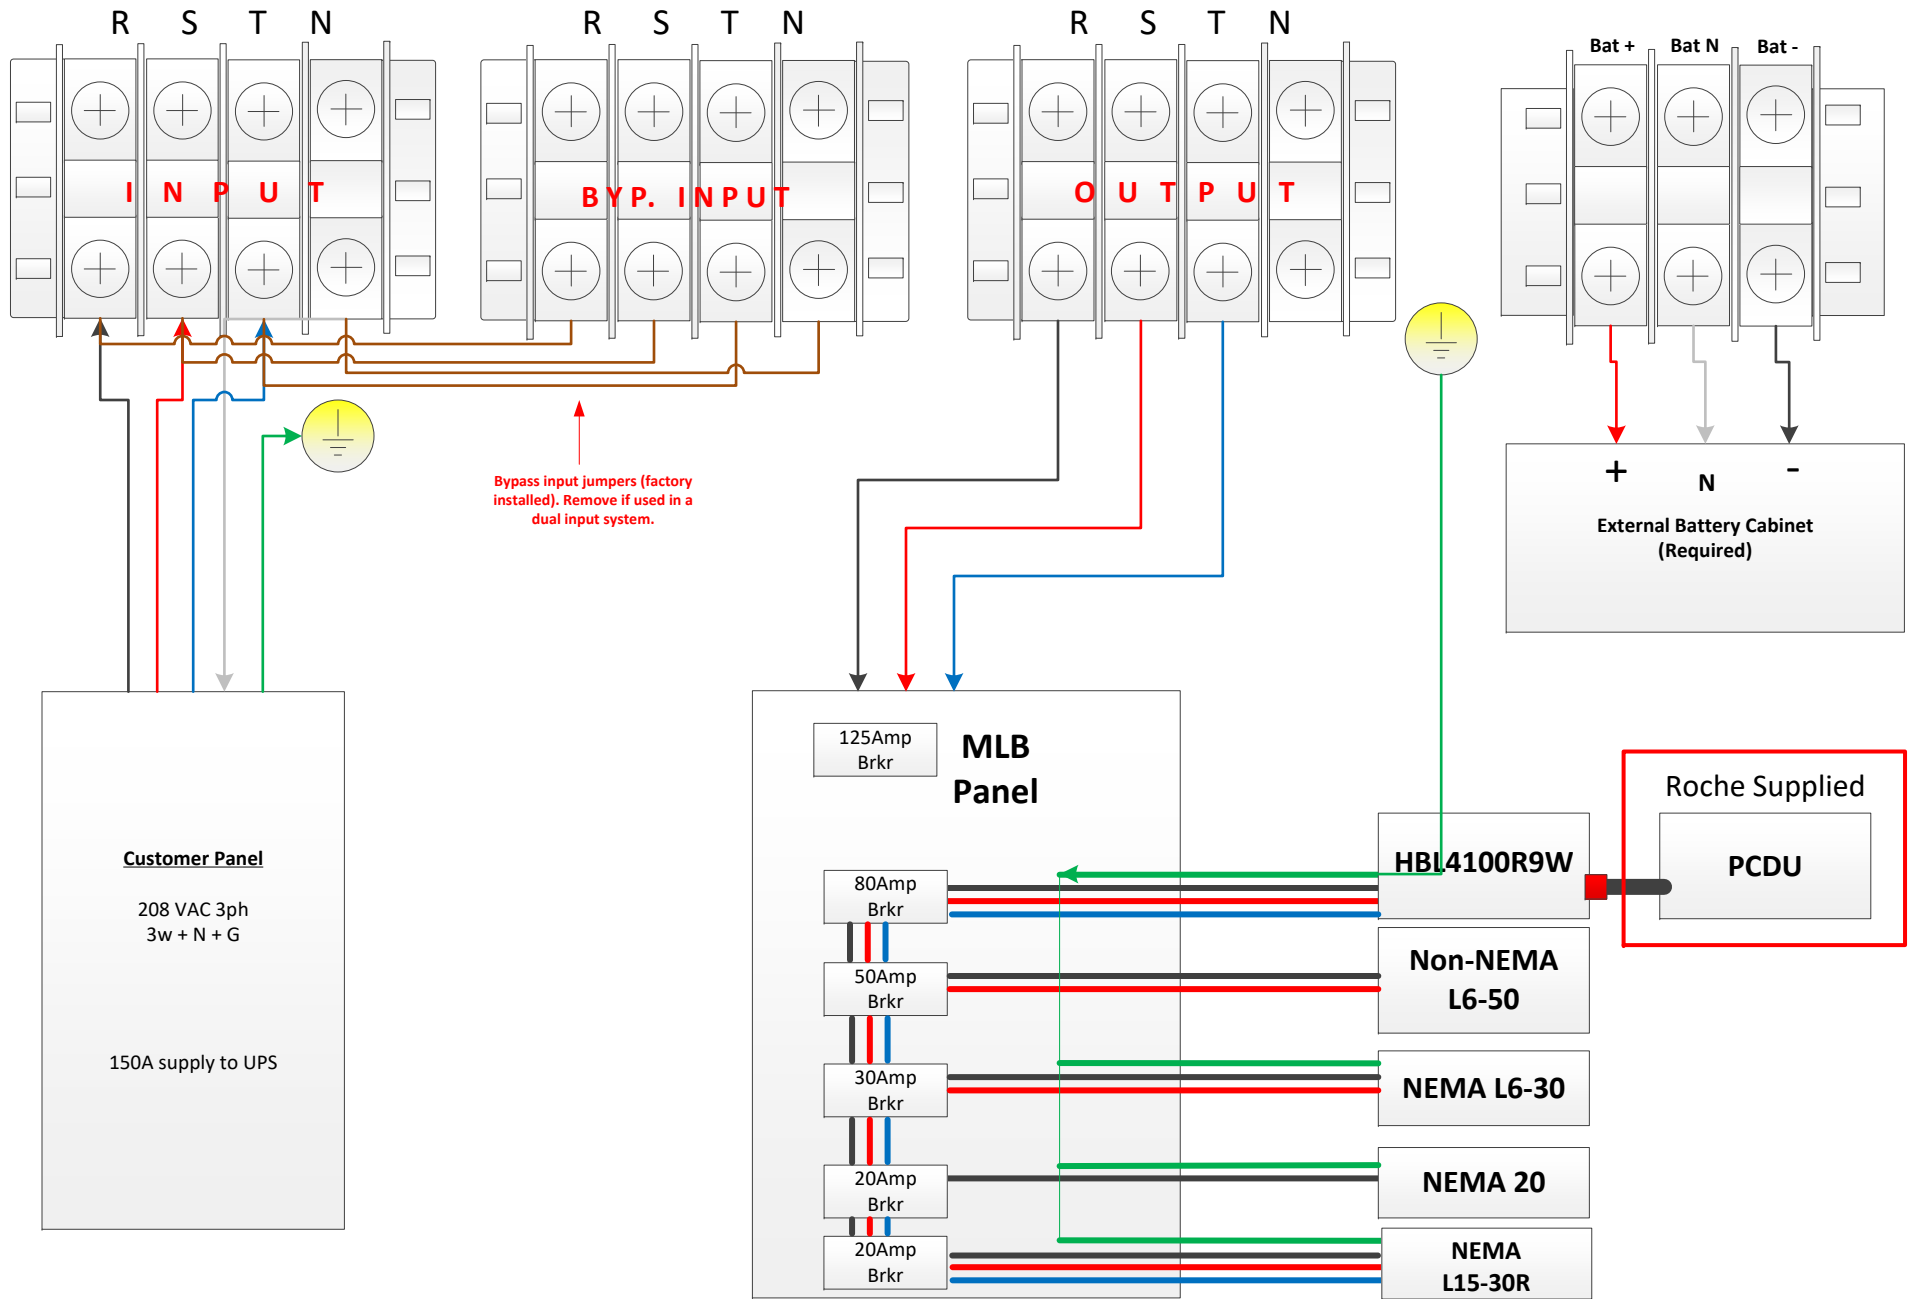 R S T N
R S T N
R S T N
Bat + Bat N Bat -
I N P U T
B Y P. I N P U T
O U T P U T
Bypass input jumpers (factory
installed). Remove if used in a
dual input system.
+ N -
External Battery Cabinet
(Required)
Customer Panel
208 VAC 3ph
3w + N + G
150A supply to UPS
MLB
Panel
125Amp
Brkr
80Amp
Brkr
50Amp
Brkr
30Amp
Brkr
20Amp
Brkr
20Amp
Brkr
HBL4100R9W
Non-NEMA
L6-50
NEMA L6-30
NEMA 20
NEMA
L15-30R
Roche Supplied
PCDU